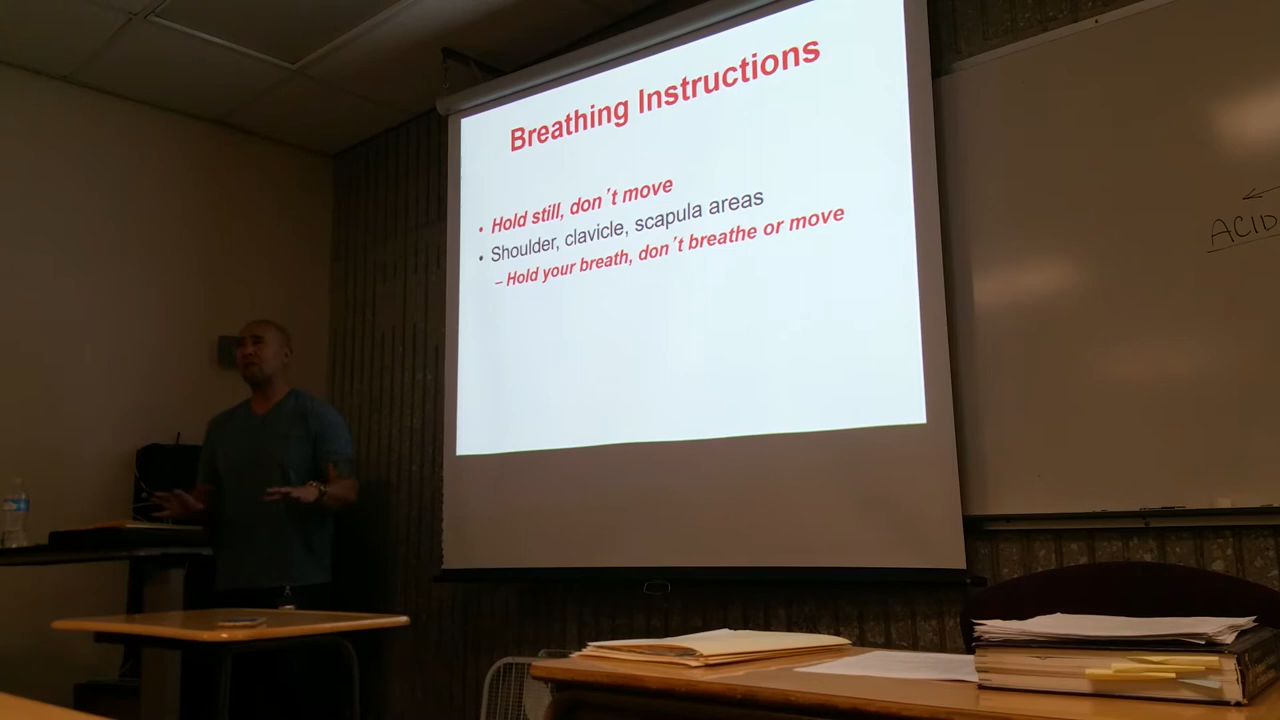 Breathing Instructions
• Hold still, don´t move
• Shoulder, clavicle, scapula areas
– Hold your breath, don´t breathe or move
ACID